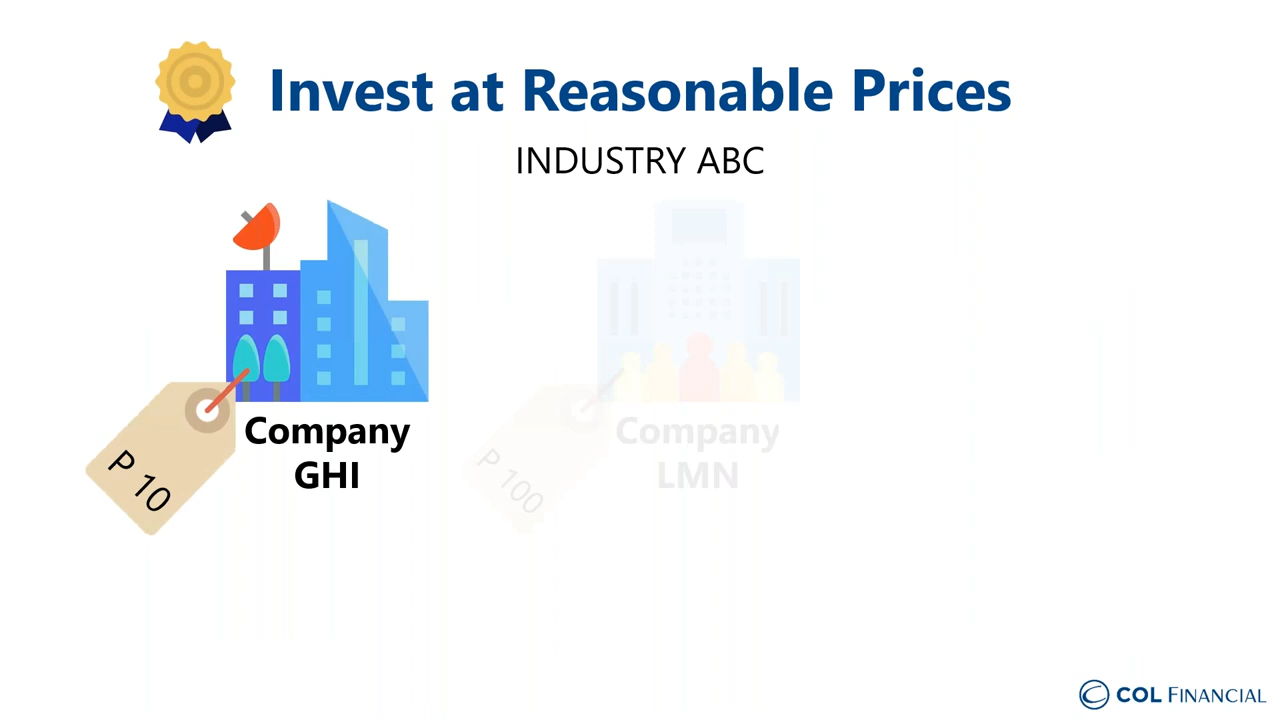 Invest at Reasonable Prices
INDUSTRY ABC
Company
GHI
P 10
Company
LMN
P 100
COL FINANCIAL